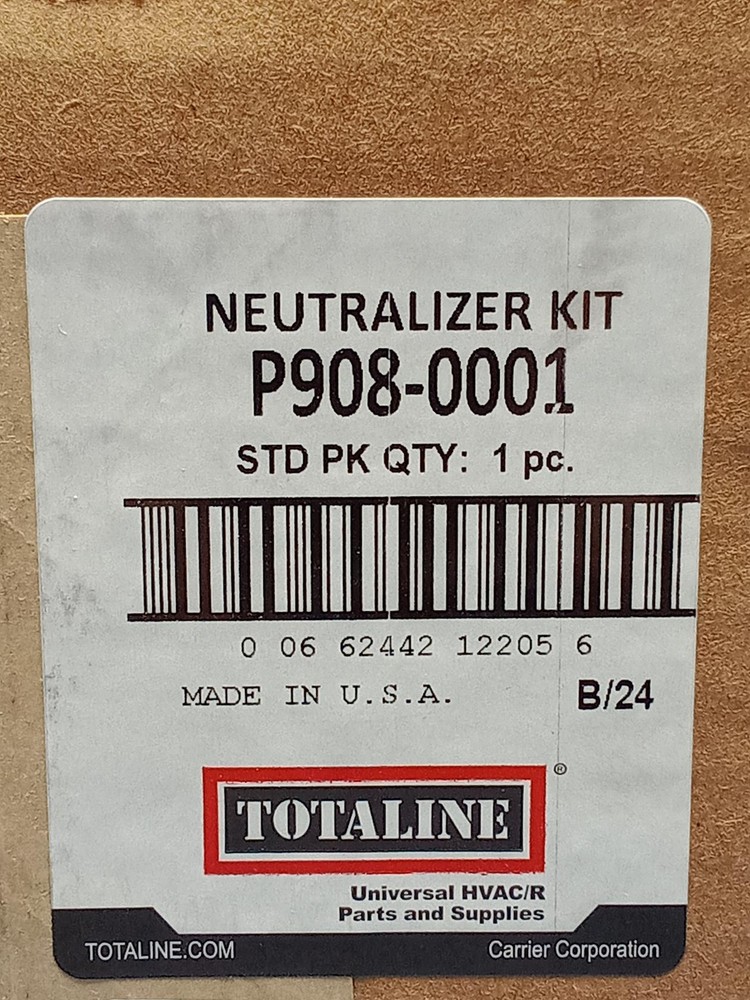 NEUTRALIZER KIT
P908-0001
STD PK QTY: 1 pc.
0 06 62442 12205 6
MADE IN U.S.A. B/24
TOTALINE ®
Universal HVAC/R
Parts and Supplies
TOTALINE.COM Carrier Corporation